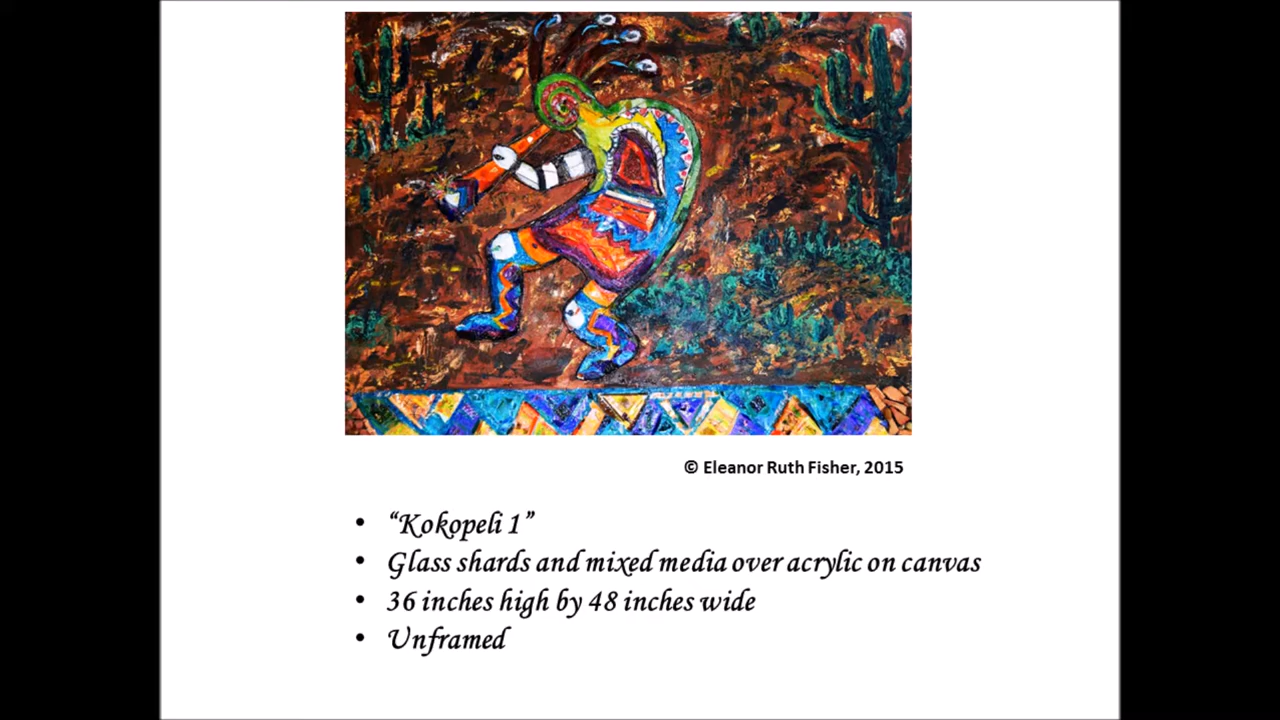 © Eleanor Ruth Fisher, 2015
• “Kokopeli 1”
• Glass shards and mixed media over acrylic on canvas
• 36 inches high by 48 inches wide
• Unframed